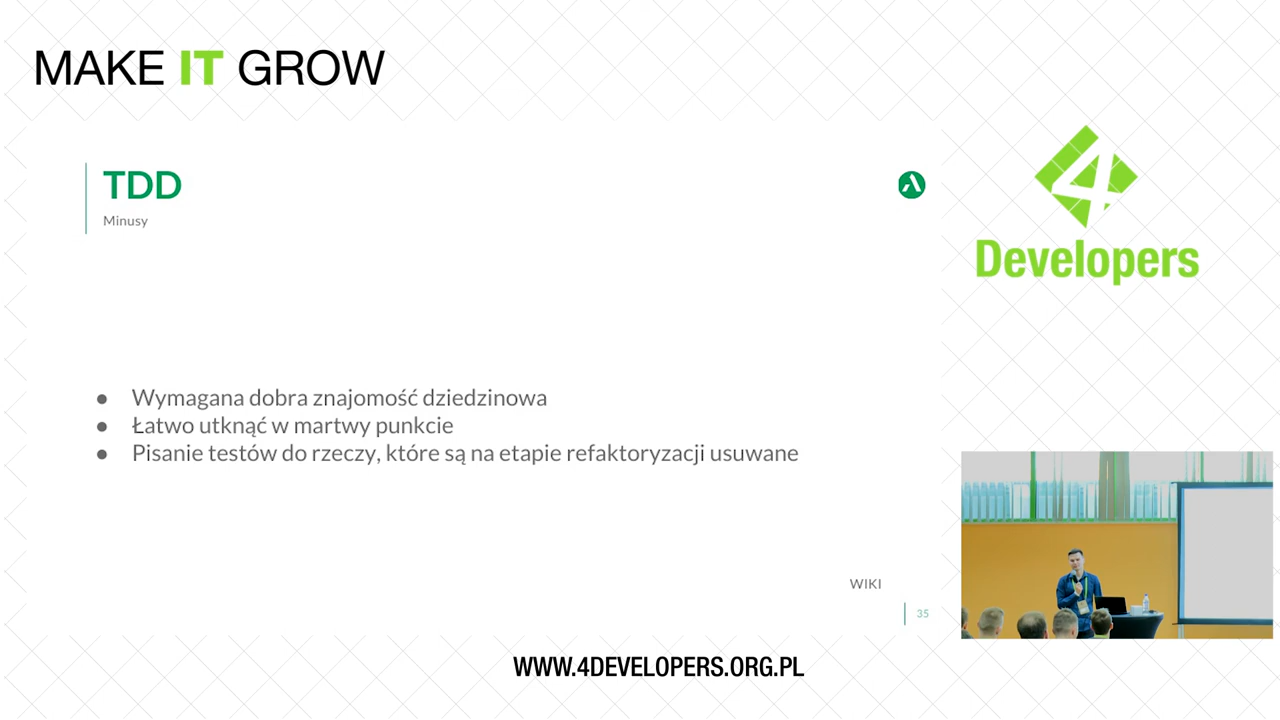 MAKE IT GROW
TDD
Minusy
4
Developers
● Wymagana dobra znajomość dziedzinowa
● Łatwo utknąć w martwy punkcie
● Pisanie testów do rzeczy, które są na etapie refaktoryzacji usuwane
WIKI
35
WWW.4DEVELOPERS.ORG.PL